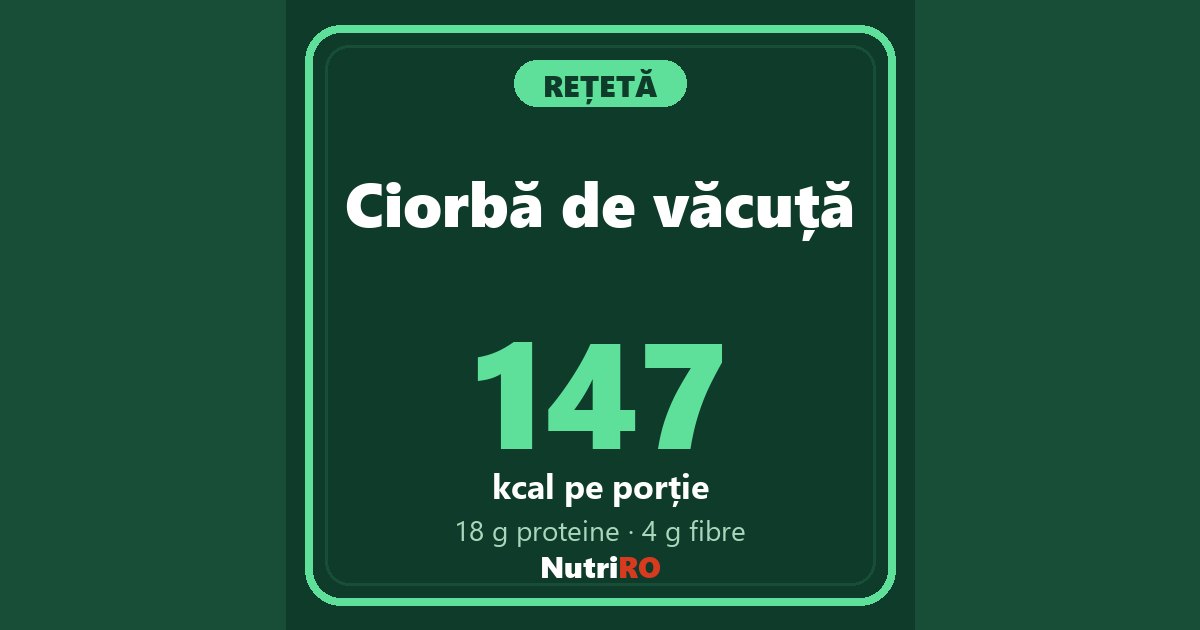 REȚETĂ
Ciorbă de văcuță
147
kcal pe porție
18 g proteine · 4 g fibre
NutriRO